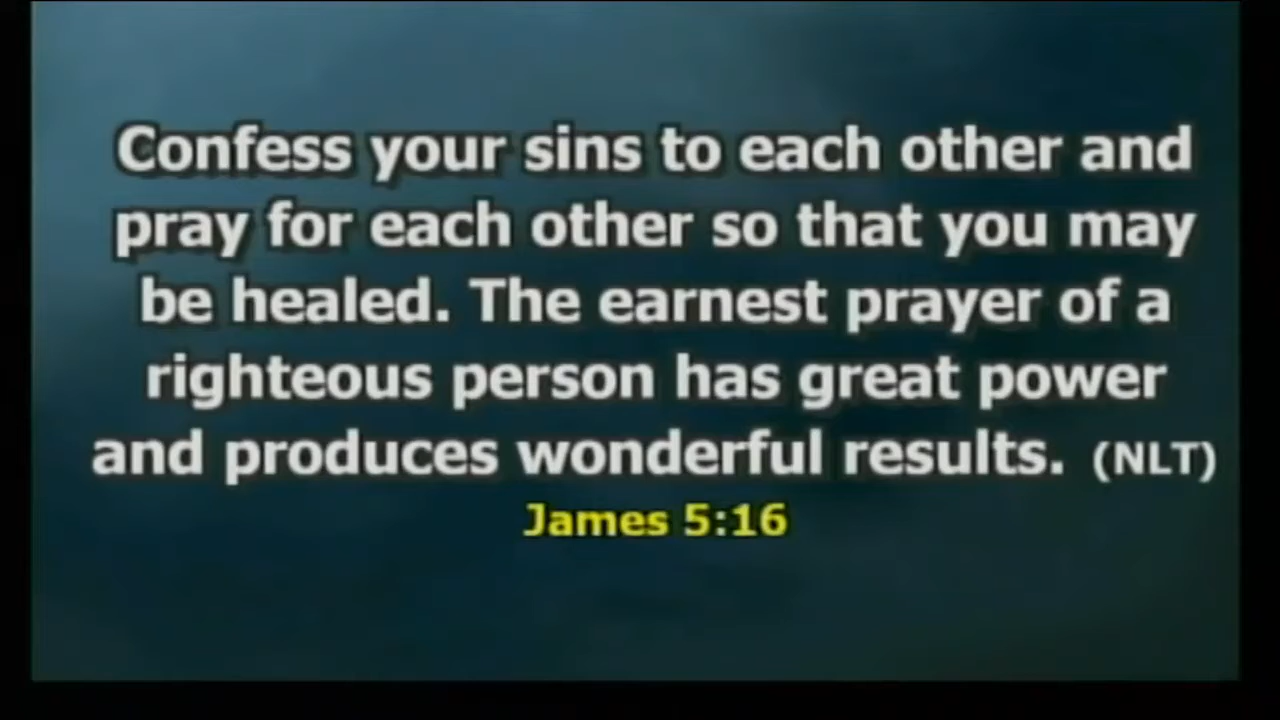 Confess your sins to each other and
pray for each other so that you may
be healed. The earnest prayer of a
righteous person has great power
and produces wonderful results. (NLT)
James 5:16